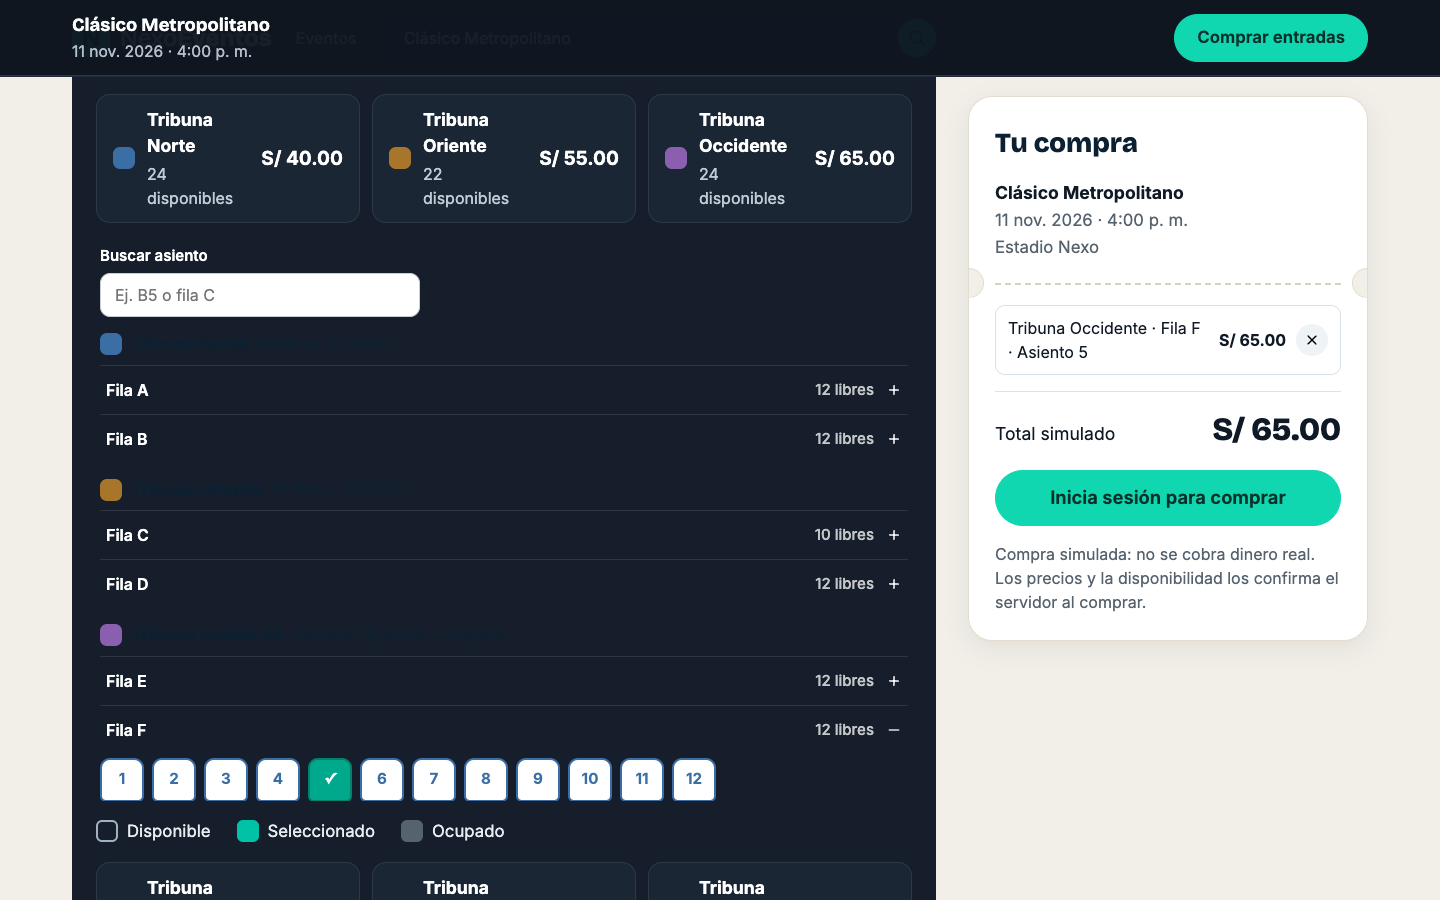 Clásico Metropolitano
11 nov. 2026 · 4:00 p. m.
NexoEventos
Eventos
Clásico Metropolitano
Comprar entradas
Tribuna
Norte
24
disponibles
S/ 40.00
Tribuna
Oriente
22
disponibles
S/ 55.00
Tribuna
Occidente
24
disponibles
S/ 65.00
Buscar asiento
Ej. B5 o fila C
Fila A
12 libres +
Fila B
12 libres +
Fila C
10 libres +
Fila D
12 libres +
Fila E
12 libres +
Fila F
12 libres −
1 2 3 4 ✓ 6 7 8 9 10 11 12
Disponible Seleccionado Ocupado
Tribuna
Tribuna
Tribuna
Tu compra
Clásico Metropolitano
11 nov. 2026 · 4:00 p. m.
Estadio Nexo
Tribuna Occidente · Fila F
· Asiento 5
S/ 65.00 ✕
Total simulado
S/ 65.00
Inicia sesión para comprar
Compra simulada: no se cobra dinero real.
Los precios y la disponibilidad los confirma el
servidor al comprar.